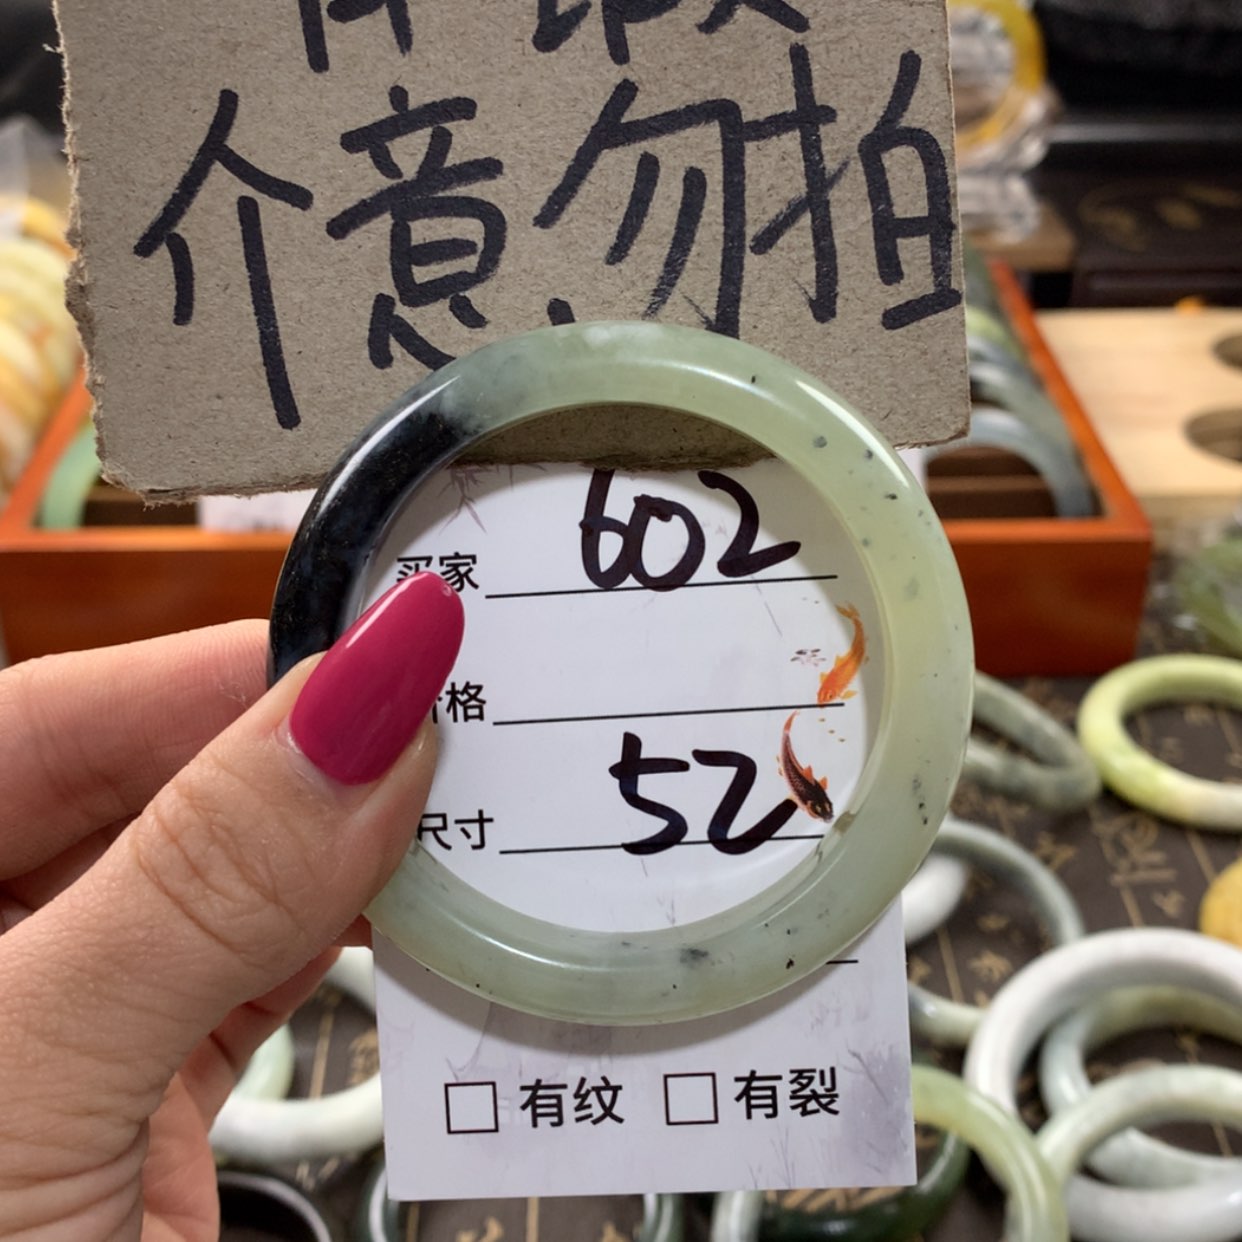 介意勿拍
买家 602
价格
尺寸 52
有纹 有裂